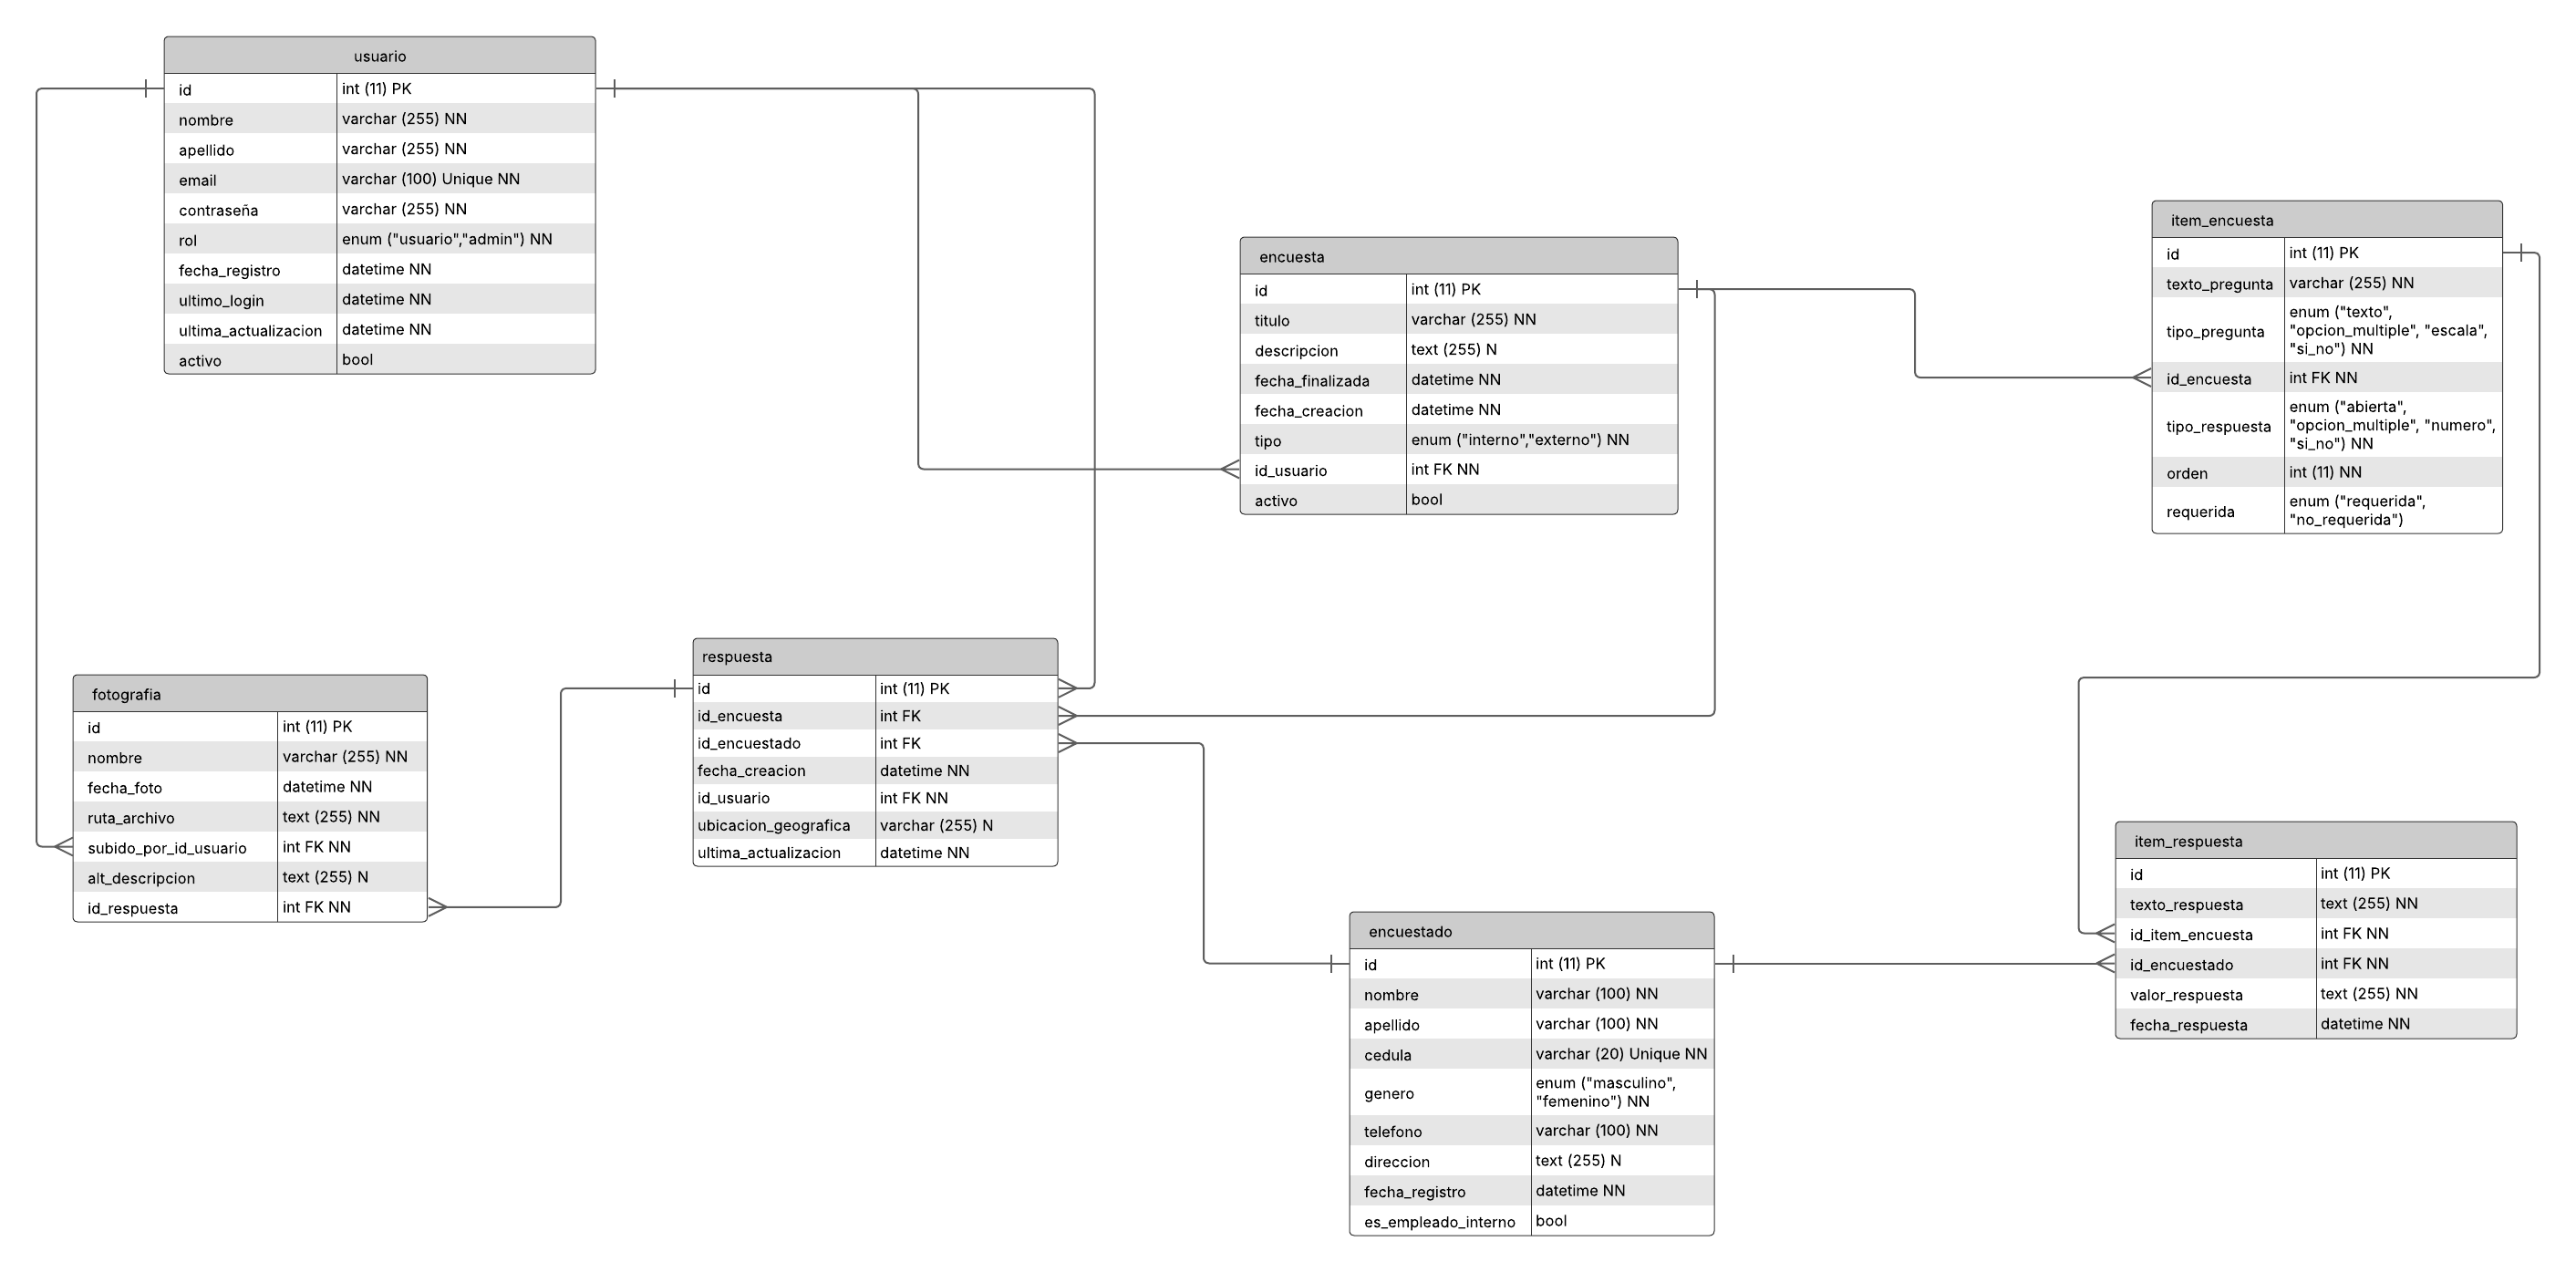 usuario
id int (11) PK
nombre varchar (255) NN
apellido varchar (255) NN
email varchar (100) Unique NN
contraseña varchar (255) NN
rol enum ("usuario","admin") NN
fecha_registro datetime NN
ultimo_login datetime NN
ultima_actualizacion datetime NN
activo bool
encuesta
id int (11) PK
titulo varchar (255) NN
descripcion text (255) N
fecha_finalizada datetime NN
fecha_creacion datetime NN
tipo enum ("interno","externo") NN
id_usuario int FK NN
activo bool
item_encuesta
id int (11) PK
texto_pregunta varchar (255) NN
tipo_pregunta enum ("texto",
"opcion_multiple", "escala",
"si_no") NN
id_encuesta int FK NN
tipo_respuesta enum ("abierta",
"opcion_multiple", "numero",
"si_no") NN
orden int (11) NN
requerida enum ("requerida",
"no_requerida")
fotografia
id int (11) PK
nombre varchar (255) NN
fecha_foto datetime NN
ruta_archivo text (255) NN
subido_por_id_usuario int FK NN
alt_descripcion text (255) N
id_respuesta int FK NN
respuesta
id int (11) PK
id_encuesta int FK
id_encuestado int FK
fecha_creacion datetime NN
id_usuario int FK NN
ubicacion_geografica varchar (255) N
ultima_actualizacion datetime NN
encuestado
id int (11) PK
nombre varchar (100) NN
apellido varchar (100) NN
cedula varchar (20) Unique NN
genero enum ("masculino",
"femenino") NN
telefono varchar (100) NN
direccion text (255) N
fecha_registro datetime NN
es_empleado_interno bool
item_respuesta
id int (11) PK
texto_respuesta text (255) NN
id_item_encuesta int FK NN
id_encuestado int FK NN
valor_respuesta text (255) NN
fecha_respuesta datetime NN